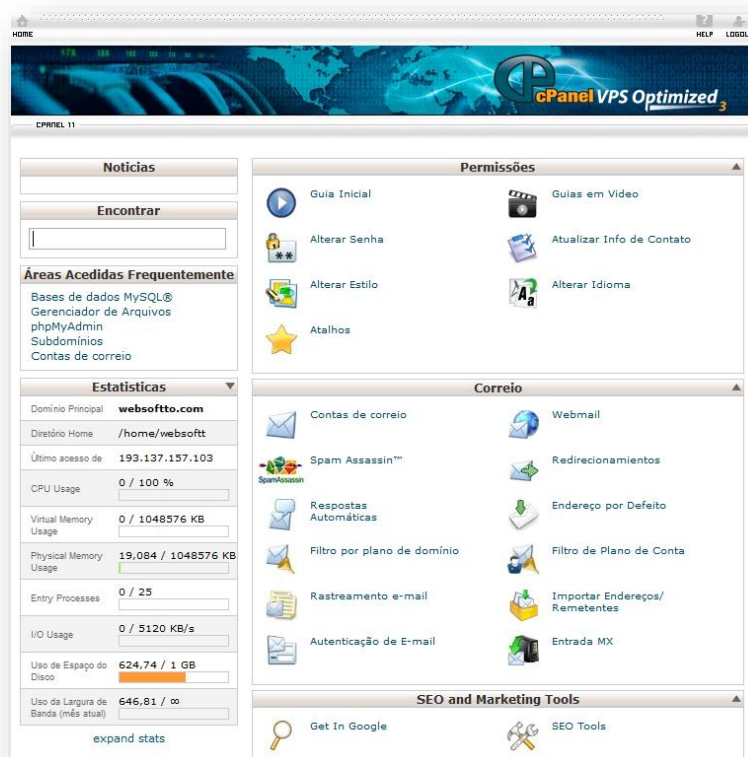 HOME
HELP
cPanel VPS Optimized 3
CPANEL 11
Noticias
Encontrar
Áreas Acedidas Frequentemente
Bases de dados MySQL®
Gerenciador de Arquivos
phpMyAdmin
Subdomínios
Contas de correio
Estatisticas
Domínio Principal websoftto.com
Diretório Home /home/websoftt
Último acesso de 193.137.157.103
CPU Usage 0 / 100 %
Virtual Memory Usage 0 / 1048576 KB
Physical Memory Usage 19,084 / 1048576 KB
Entry Processes 0 / 25
I/O Usage 0 / 5120 KB/s
Uso de Espaço do Disco 624,74 / 1 GB
Uso da Largura de Banda (mês atual) 646,81 / ∞
expand stats
Permissões
Guia Inicial
Guias em Video
Alterar Senha
Atualizar Info de Contato
Alterar Estilo
Alterar Idioma
Atalhos
Correio
Contas de correio
Webmail
SpamAssassin
Spam Assassin™
Redirecionamientos
Respostas
Automáticas
Endereço por Defeito
Filtro por plano de domínio
Filtro de Plano de Conta
Rastreamento e-mail
Importar Endereços/
Remetentes
Autenticação de E-mail
Entrada MX
SEO and Marketing Tools
Get In Google
SEO Tools